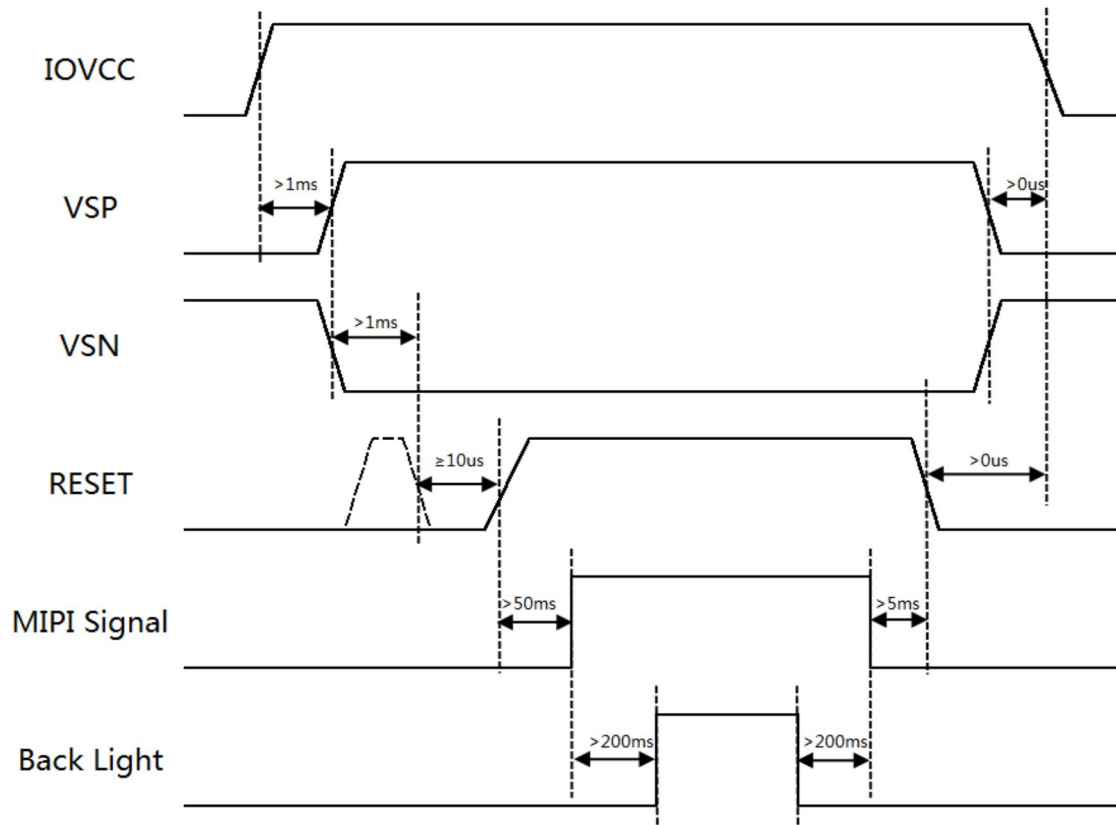 IOVCC
>1ms
>0us
VSP
>1ms
VSN
≥10us
>0us
RESET
>50ms
>5ms
MIPI Signal
>200ms
>200ms
Back Light